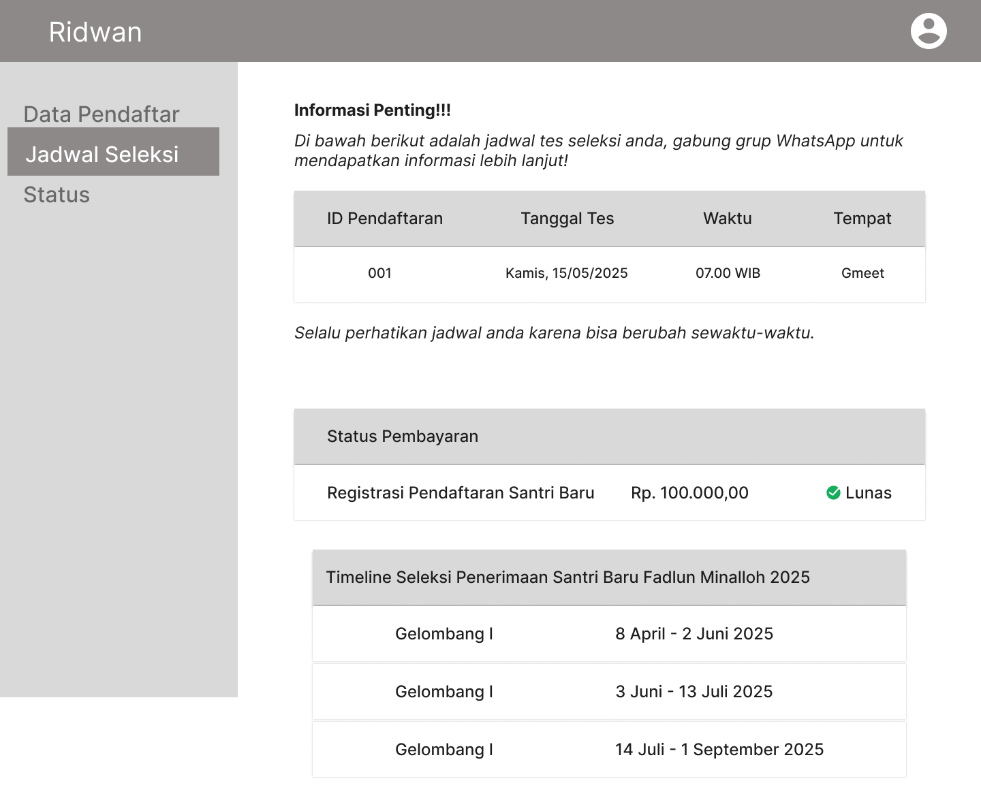 Ridwan
Data Pendaftar
Jadwal Seleksi
Status
Informasi Penting!!!
Di bawah berikut adalah jadwal tes seleksi anda, gabung grup WhatsApp untuk
mendapatkan informasi lebih lanjut!
ID Pendaftaran Tanggal Tes Waktu Tempat
001 Kamis, 15/05/2025 07.00 WIB Gmeet
Selalu perhatikan jadwal anda karena bisa berubah sewaktu-waktu.
Status Pembayaran
Registrasi Pendaftaran Santri Baru Rp. 100.000,00 Lunas
Timeline Seleksi Penerimaan Santri Baru Fadlun Minalloh 2025
Gelombang I 8 April - 2 Juni 2025
Gelombang I 3 Juni - 13 Juli 2025
Gelombang I 14 Juli - 1 September 2025